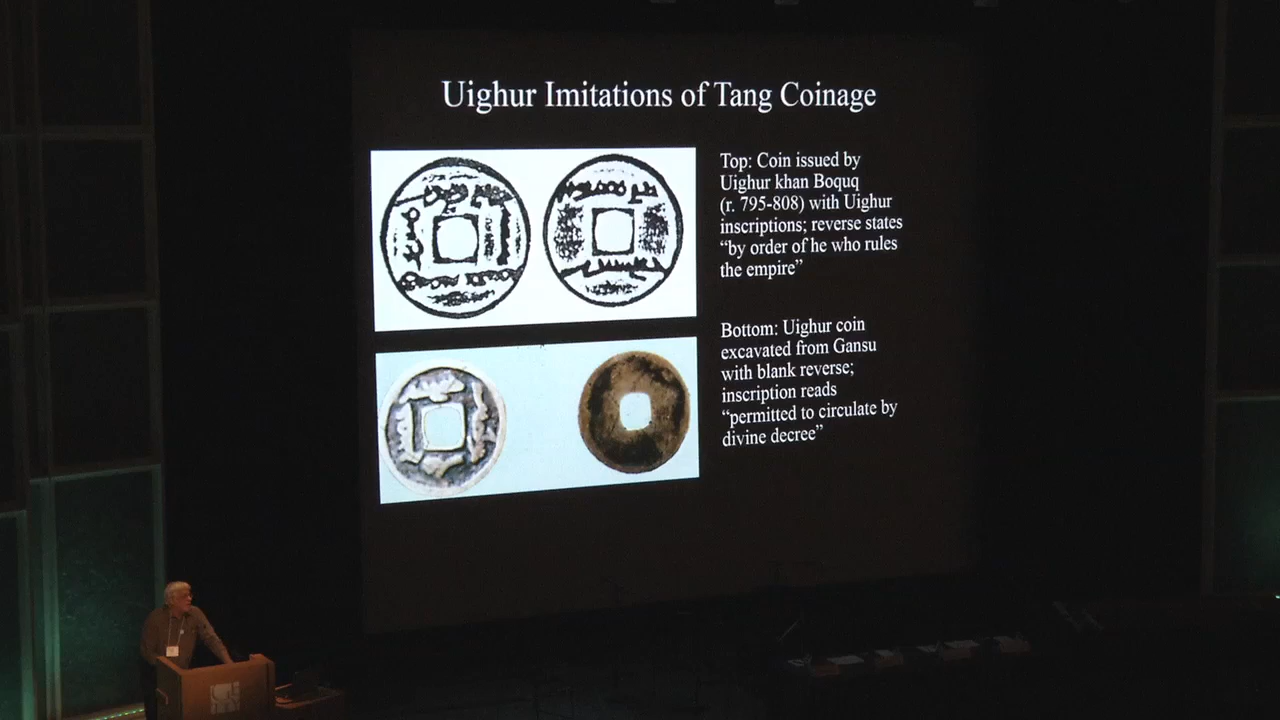 Uighur Imitations of Tang Coinage
Top: Coin issued by
Uighur khan Boquq
(r. 795-808) with Uighur
inscriptions; reverse states
“by order of he who rules
the empire”
Bottom: Uighur coin
excavated from Gansu
with blank reverse;
inscription reads
“permitted to circulate by
divine decree”